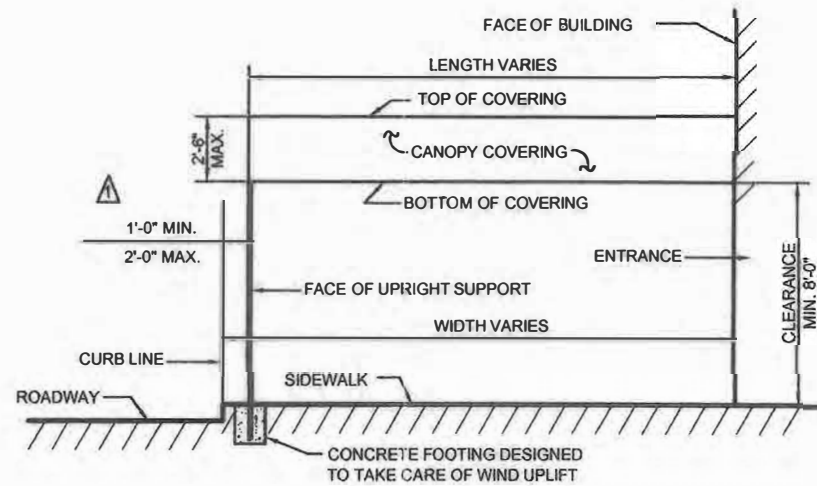 FACE OF BUILDING
LENGTH VARIES
TOP OF COVERING
2'-6"
MAX.
CANOPY COVERING
1
BOTTOM OF COVERING
1'-0" MIN.
2'-0" MAX.
ENTRANCE
CLEARANCE
MIN. 8'-0"
FACE OF UPRIGHT SUPPORT
WIDTH VARIES
CURB LINE
SIDEWALK
ROADWAY
CONCRETE FOOTING DESIGNED
TO TAKE CARE OF WIND UPLIFT